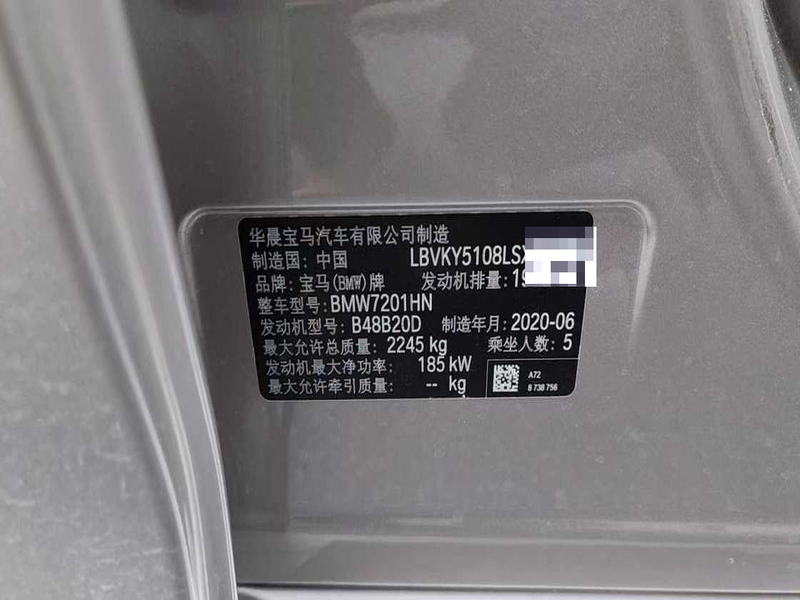 华晨宝马汽车有限公司制造
制造国：中国 LBVKY5108LSX
品牌：宝马(BMW)牌 发动机排量：19
整车型号：BMW7201HN
发动机型号：B48B20D 制造年月：2020-06
最大允许总质量：2245 kg 乘坐人数：5
发动机最大净功率：185 kW
最大允许牵引质量：-- kg
A72
8 738 756